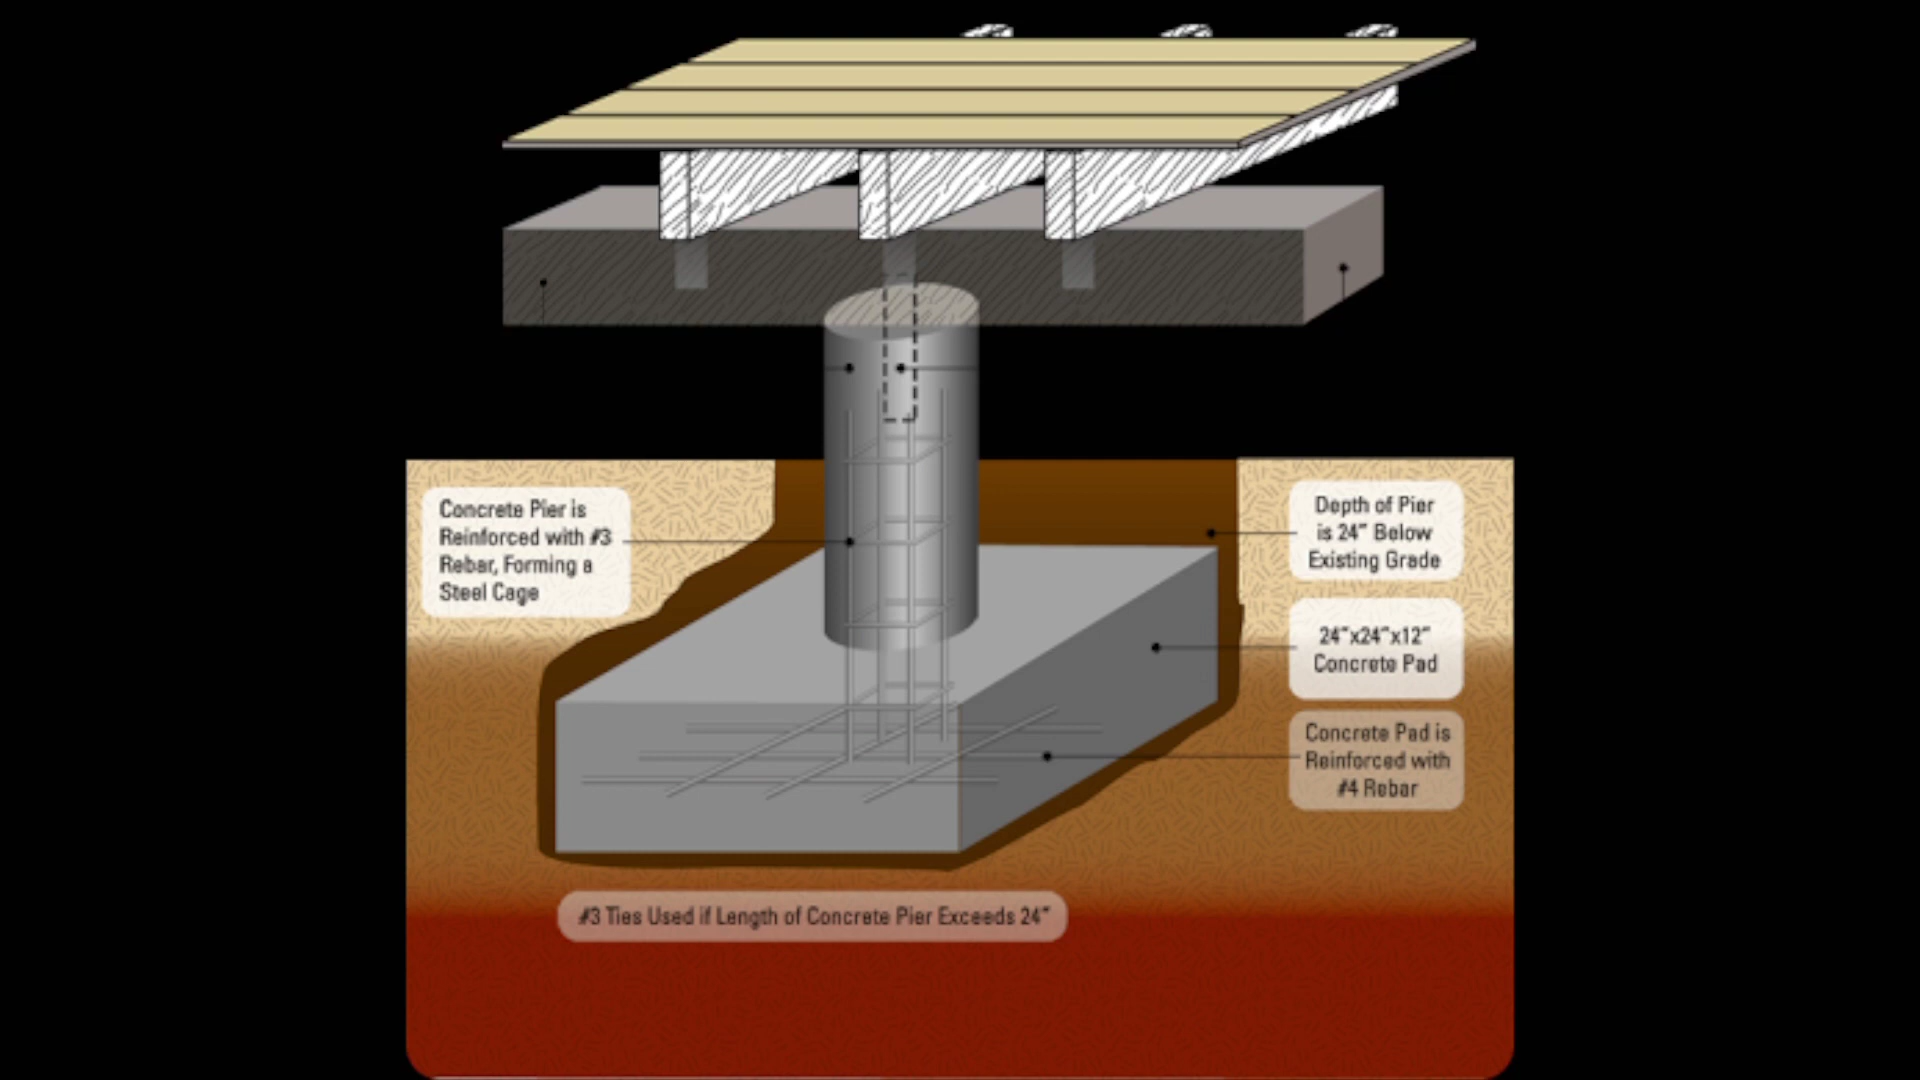 Concrete Pier is
Reinforced with #3
Rebar, Forming a
Steel Cage
Depth of Pier
is 24" Below
Existing Grade
24"x24"x12"
Concrete Pad
Concrete Pad is
Reinforced with
#4 Rebar
#3 Ties Used if Length of Concrete Pier Exceeds 24"